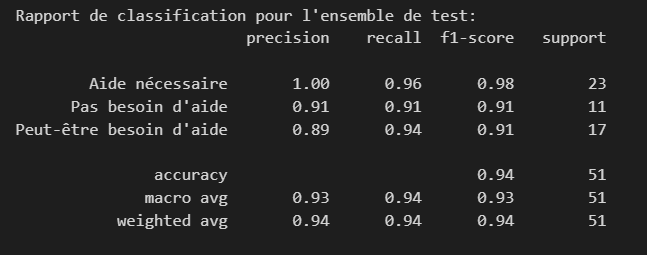 Rapport de classification pour l'ensemble de test:
precision recall f1-score support
Aide nécessaire 1.00 0.96 0.98 23
Pas besoin d'aide 0.91 0.91 0.91 11
Peut-être besoin d'aide 0.89 0.94 0.91 17
accuracy 0.94 51
macro avg 0.93 0.94 0.93 51
weighted avg 0.94 0.94 0.94 51